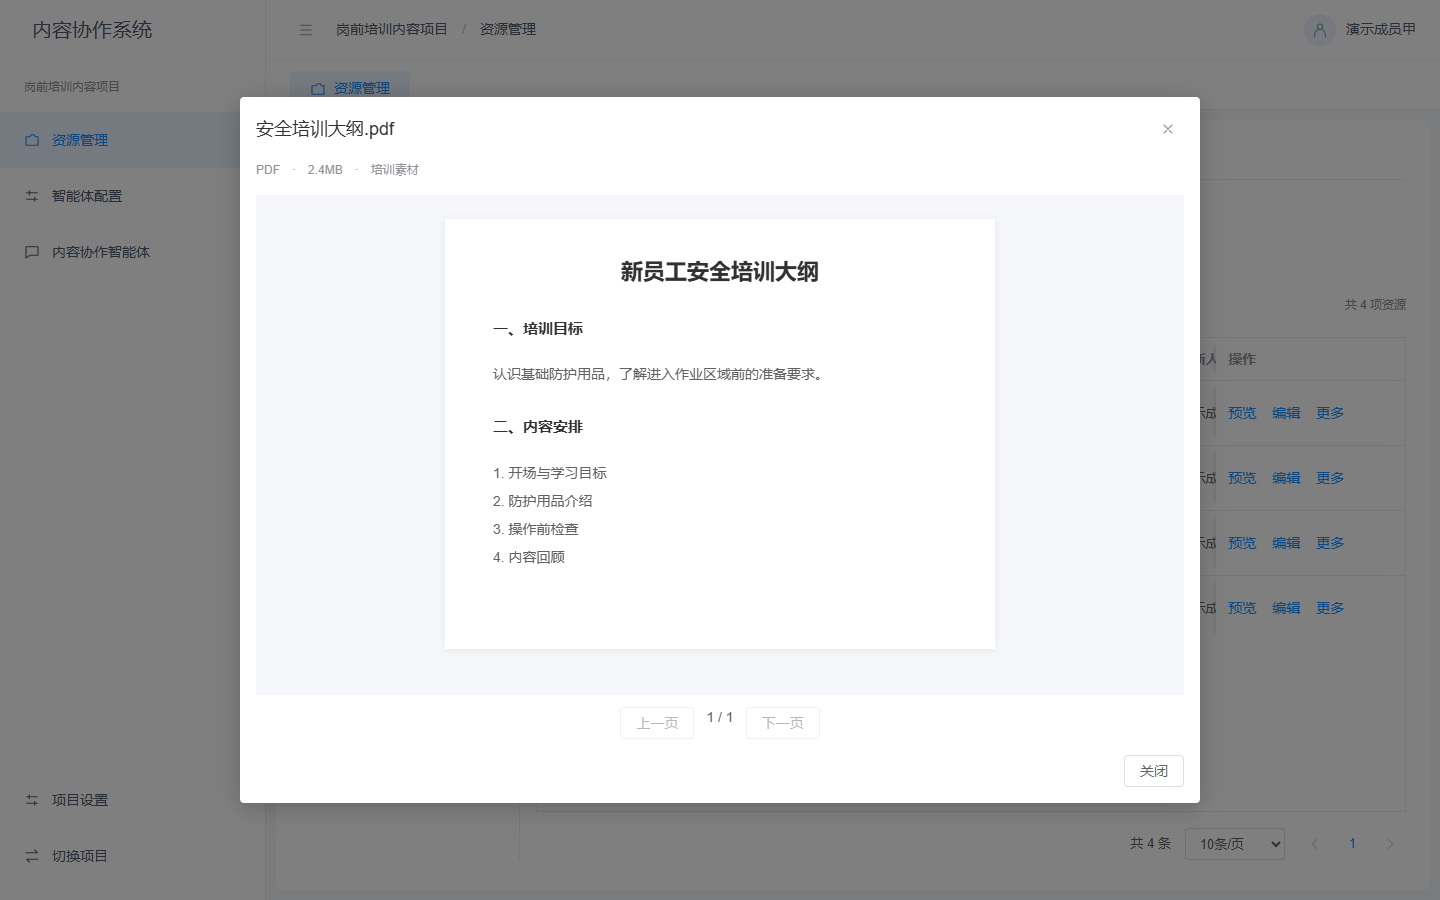 内容协作系统
岗前培训内容项目 / 资源管理
演示成员甲
岗前培训内容项目
资源管理
资源管理
智能体配置
内容协作智能体
项目设置
切换项目
安全培训大纲.pdf
PDF · 2.4MB · 培训素材
新员工安全培训大纲
一、培训目标
认识基础防护用品，了解进入作业区域前的准备要求。
二、内容安排
1. 开场与学习目标
2. 防护用品介绍
3. 操作前检查
4. 内容回顾
上一页 1 / 1 下一页
关闭
共 4 项资源
人 操作
成 预览 编辑 更多
成 预览 编辑 更多
成 预览 编辑 更多
成 预览 编辑 更多
共 4 条 10条/页 1